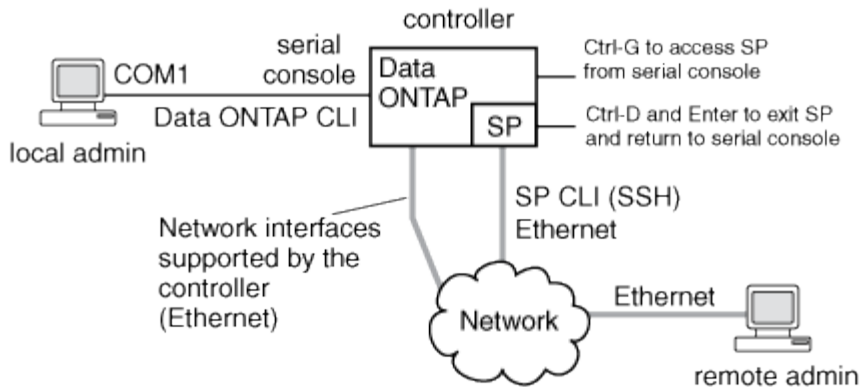 controller
serial
console
COM1
Data ONTAP CLI
local admin
Data
ONTAP
SP
Ctrl-G to access SP
from serial console
Ctrl-D and Enter to exit SP
and return to serial console
Network interfaces
supported by the
controller
(Ethernet)
SP CLI (SSH)
Ethernet
Network
Ethernet
remote admin